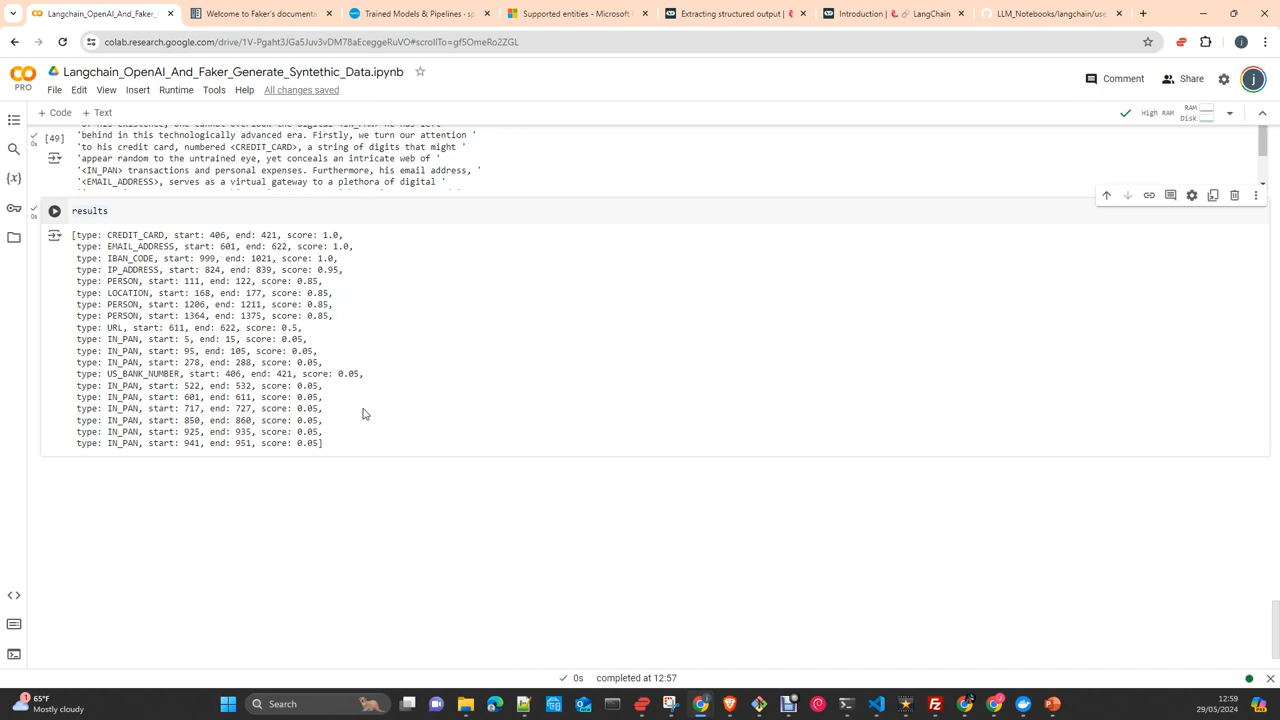 Langchain_OpenAI_And_Faker_
Welcome to Faker's documenta
Trained Models & Pipelines · sp
Supported entities - Microsoft
Extracting structured output |
Introduction | LangChain
LLM_Notebooks/langchain/use
colab.research.google.com/drive/1V-Pgaht3JGa5Juv3vDM78aEceggeRuVO#scrollTo=gf5OmeRo2ZGL
j
CO
PRO
Langchain_OpenAI_And_Faker_Generate_Syntethic_Data.ipynb
Comment
Share
j
File Edit View Insert Runtime Tools Help All changes saved
+ Code + Text
High RAM
RAM
Disk
0s
[49]
'behind in this technologically advanced era. Firstly, we turn our attention '
'to his credit card, numbered <CREDIT_CARD>, a string of digits that might '
'appear random to the untrained eye, yet conceals an intricate web of '
'<IN_PAN> transactions and personal expenses. Furthermore, his email address, '
'<EMAIL_ADDRESS>, serves as a virtual gateway to a plethora of digital '
0s
results
[type: CREDIT_CARD, start: 406, end: 421, score: 1.0,
type: EMAIL_ADDRESS, start: 601, end: 622, score: 1.0,
type: IBAN_CODE, start: 999, end: 1021, score: 1.0,
type: IP_ADDRESS, start: 824, end: 839, score: 0.95,
type: PERSON, start: 111, end: 122, score: 0.85,
type: LOCATION, start: 168, end: 177, score: 0.85,
type: PERSON, start: 1206, end: 1211, score: 0.85,
type: PERSON, start: 1364, end: 1375, score: 0.85,
type: URL, start: 611, end: 622, score: 0.5,
type: IN_PAN, start: 5, end: 15, score: 0.05,
type: IN_PAN, start: 95, end: 105, score: 0.05,
type: IN_PAN, start: 278, end: 288, score: 0.05,
type: US_BANK_NUMBER, start: 406, end: 421, score: 0.05,
type: IN_PAN, start: 522, end: 532, score: 0.05,
type: IN_PAN, start: 601, end: 611, score: 0.05,
type: IN_PAN, start: 717, end: 727, score: 0.05,
type: IN_PAN, start: 850, end: 860, score: 0.05,
type: IN_PAN, start: 925, end: 935, score: 0.05,
type: IN_PAN, start: 941, end: 951, score: 0.05]
0s completed at 12:57
65°F
Mostly cloudy
Search
12:59
29/05/2024